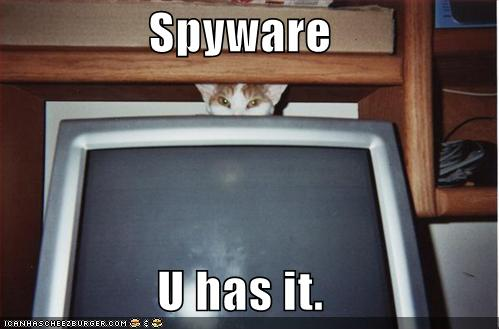 Spyware
U has it.
ICANHASCHEEZBURGER.COM